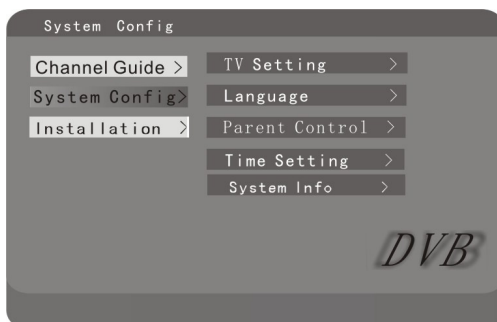 System Config
Channel Guide >
System Config>
Installation >
TV Setting >
Language >
Parent Control >
Time Setting >
System Info >
DVB